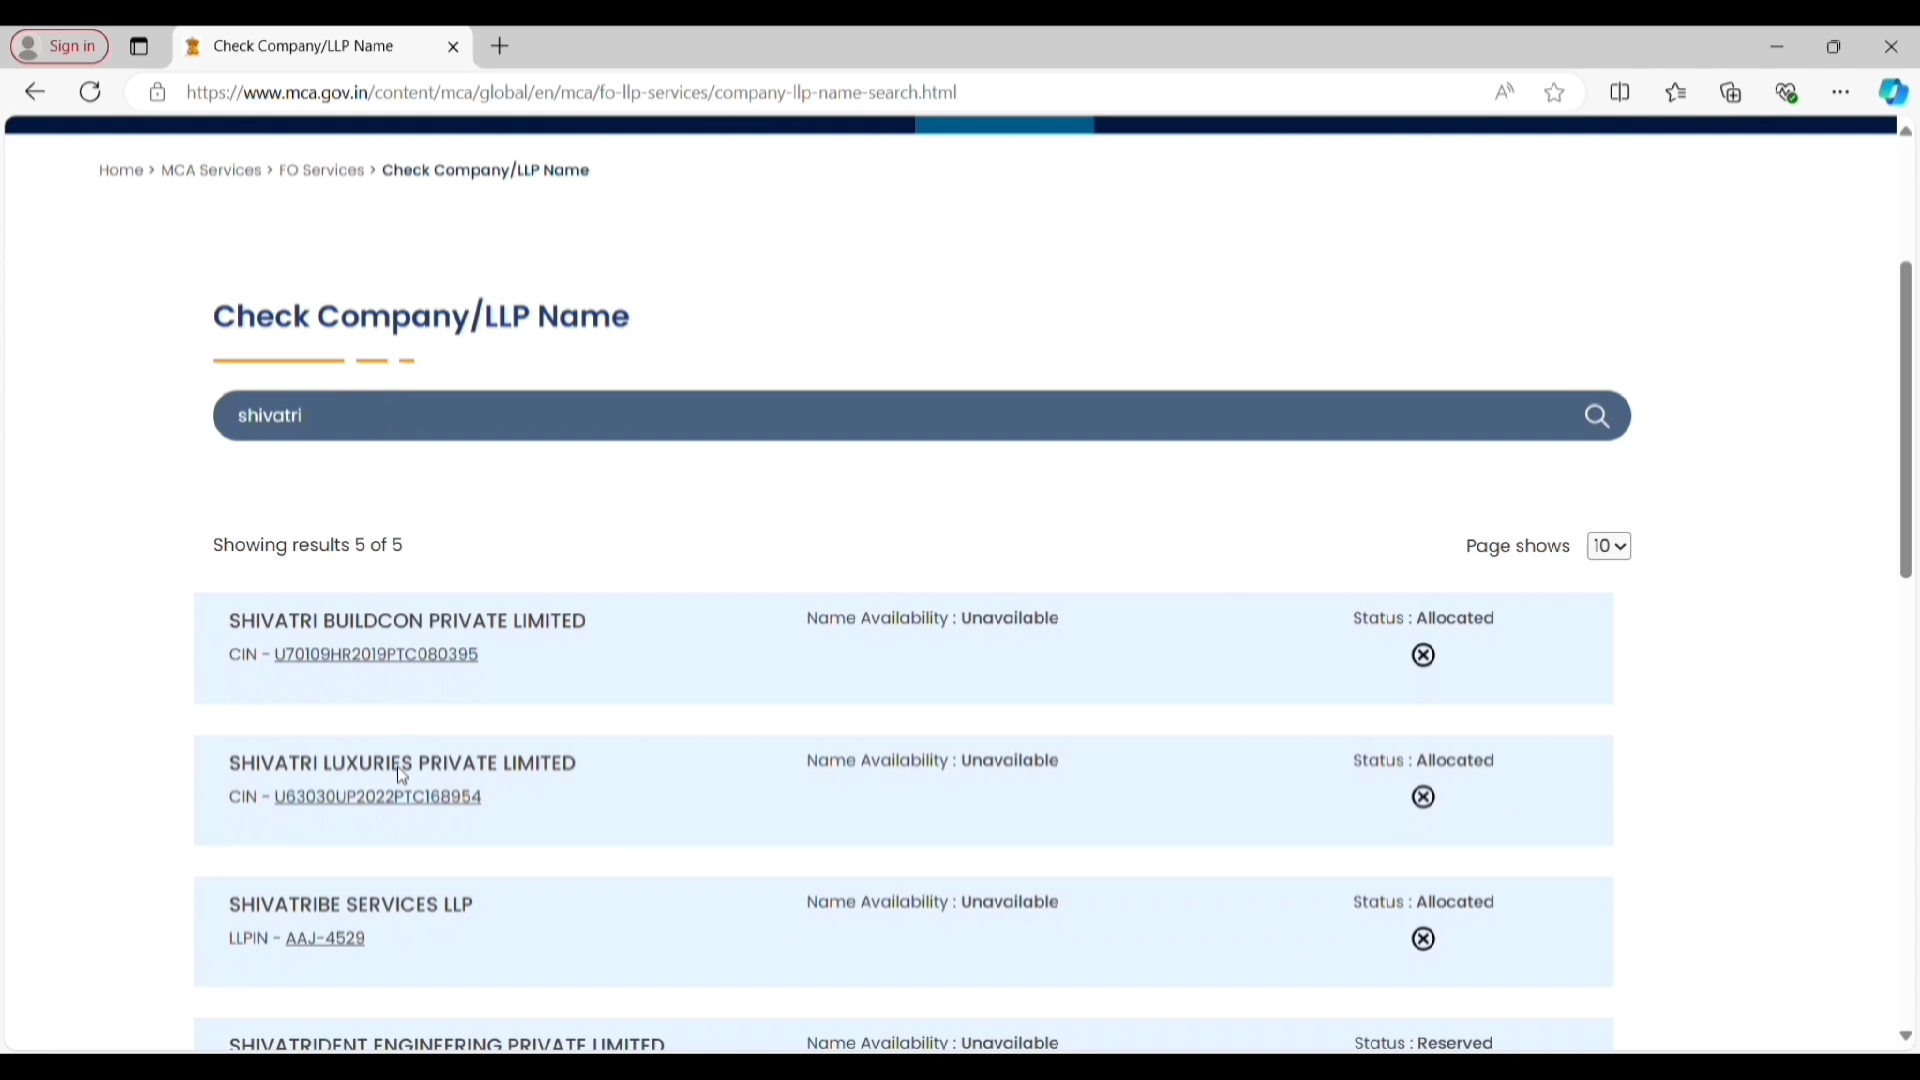 Sign in
Check Company/LLP Name
https://www.mca.gov.in/content/mca/global/en/mca/fo-llp-services/company-llp-name-search.html
Home > MCA Services > FO Services > Check Company/LLP Name
Check Company/LLP Name
shivatri
Showing results 5 of 5
Page shows 10
SHIVATRI BUILDCON PRIVATE LIMITED Name Availability : Unavailable Status : Allocated
CIN - U70109HR2019PTC080395
SHIVATRI LUXURIES PRIVATE LIMITED Name Availability : Unavailable Status : Allocated
CIN - U63030UP2022PTC168954
SHIVATRIBE SERVICES LLP Name Availability : Unavailable Status : Allocated
LLPIN - AAJ-4529
SHIVATRIDENT ENGINEERING PRIVATE LIMITED Name Availability : Unavailable Status : Reserved